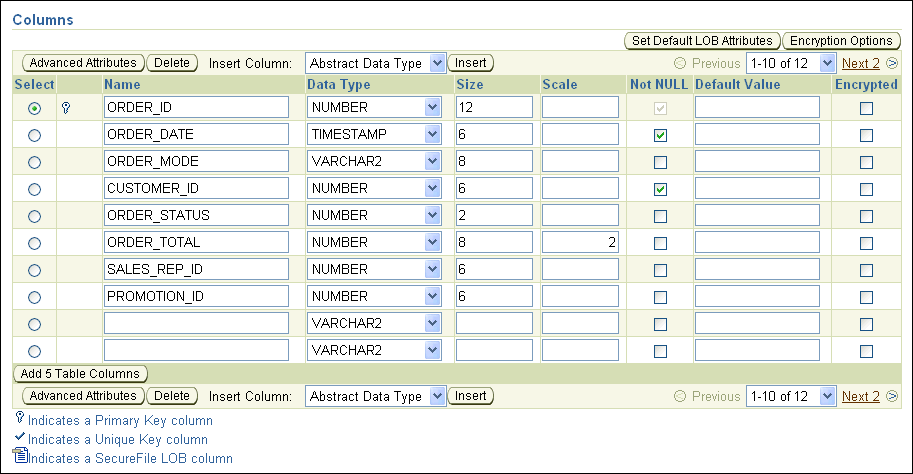 Columns
Set Default LOB Attributes Encryption Options
Advanced Attributes Delete Insert Column: Abstract Data Type Insert Previous 1-10 of 12 Next 2
Select Name Data Type Size Scale Not NULL Default Value Encrypted
ORDER_ID NUMBER 12
ORDER_DATE TIMESTAMP 6
ORDER_MODE VARCHAR2 8
CUSTOMER_ID NUMBER 6
ORDER_STATUS NUMBER 2
ORDER_TOTAL NUMBER 8 2
SALES_REP_ID NUMBER 6
PROMOTION_ID NUMBER 6
VARCHAR2
VARCHAR2
Add 5 Table Columns
Advanced Attributes Delete Insert Column: Abstract Data Type Insert Previous 1-10 of 12 Next 2
Indicates a Primary Key column
Indicates a Unique Key column
Indicates a SecureFile LOB column